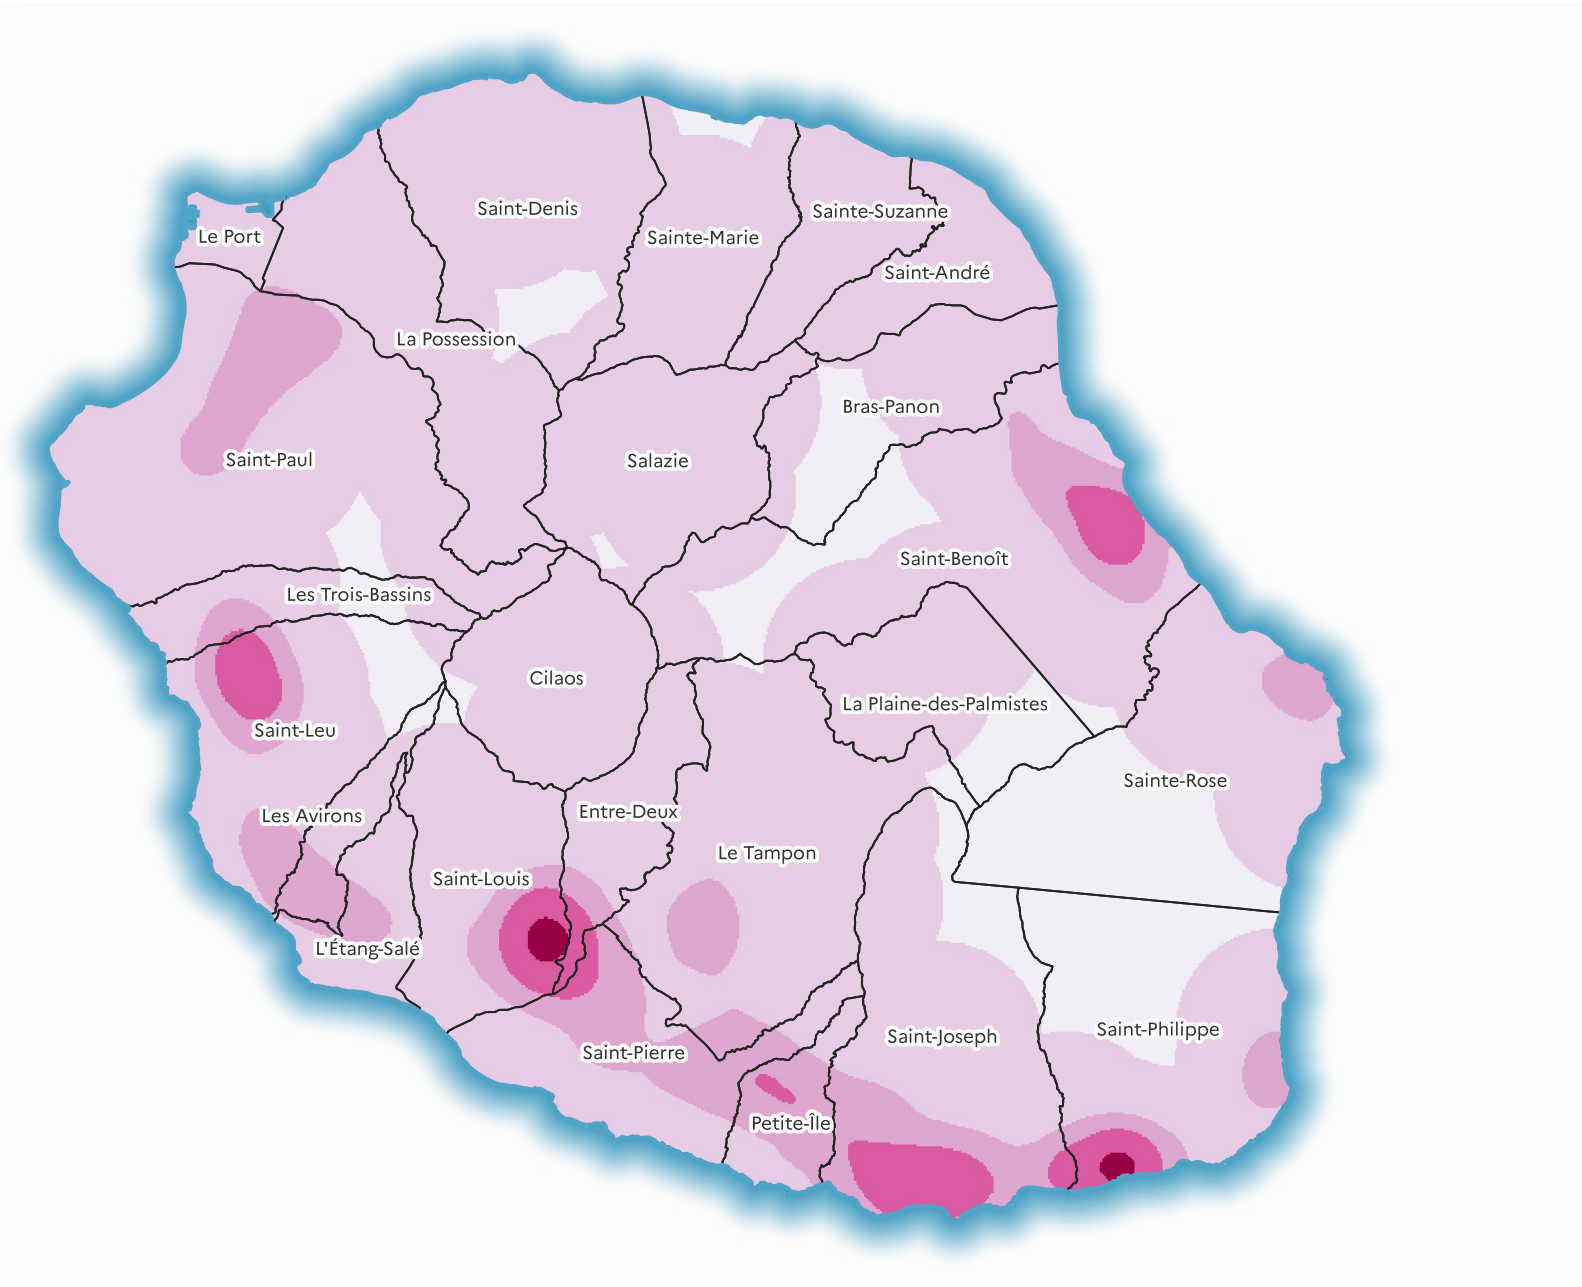 Saint-Denis
Sainte-Suzanne
Le Port
Sainte-Marie
Saint-André
La Possession
Bras-Panon
Saint-Paul
Salazie
Saint-Benoît
Les Trois-Bassins
Cilaos
La Plaine-des-Palmistes
Saint-Leu
Sainte-Rose
Les Avirons
Entre-Deux
Le Tampon
Saint-Louis
L'Étang-Salé
Saint-Philippe
Saint-Joseph
Saint-Pierre
Petite-Île